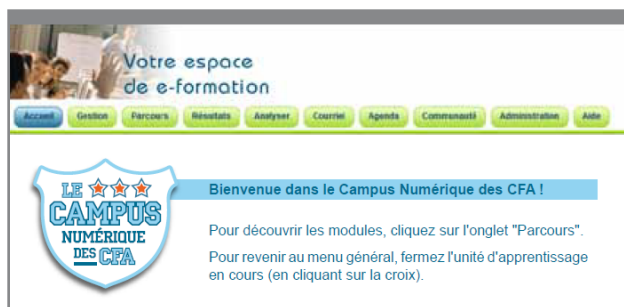 Votre espace
de e-formation
Accueil Gestion Parcours Résultats Analyser Courriel Agenda Communauté Administration Aide
LE
CAMPUS
NUMÉRIQUE
DES CFA
Bienvenue dans le Campus Numérique des CFA !
Pour découvrir les modules, cliquez sur l'onglet "Parcours".
Pour revenir au menu général, fermez l'unité d'apprentissage
en cours (en cliquant sur la croix).